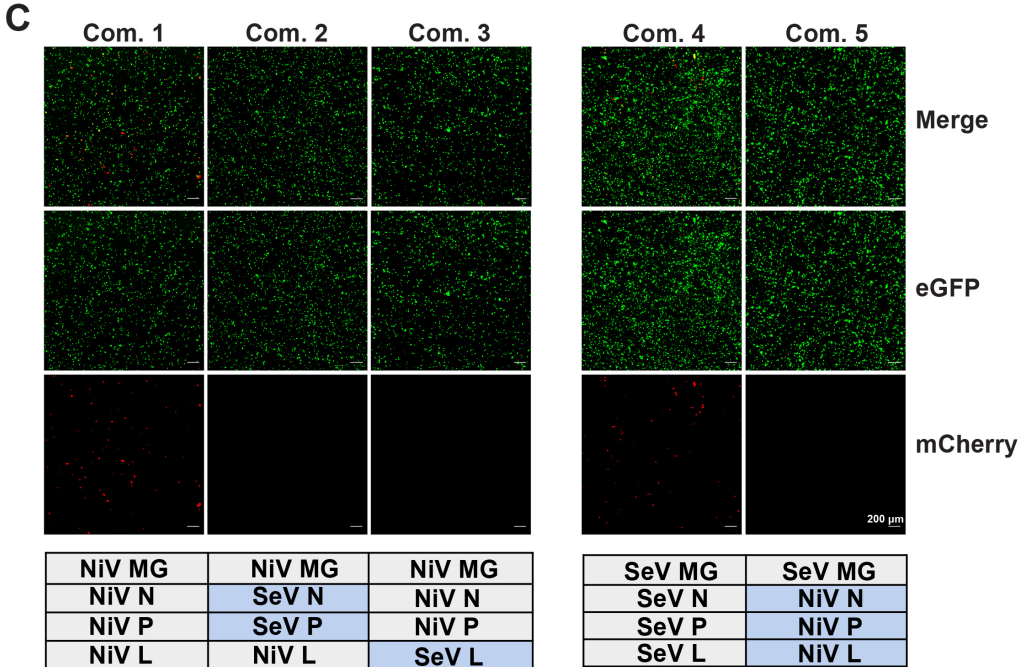 C
Com. 1 Com. 2 Com. 3 Com. 4 Com. 5
Merge
eGFP
mCherry
200 µm
NiV MG NiV MG NiV MG SeV MG SeV MG
NiV N SeV N NiV N SeV N NiV N
NiV P SeV P NiV P SeV P NiV P
NiV L NiV L SeV L SeV L NiV L